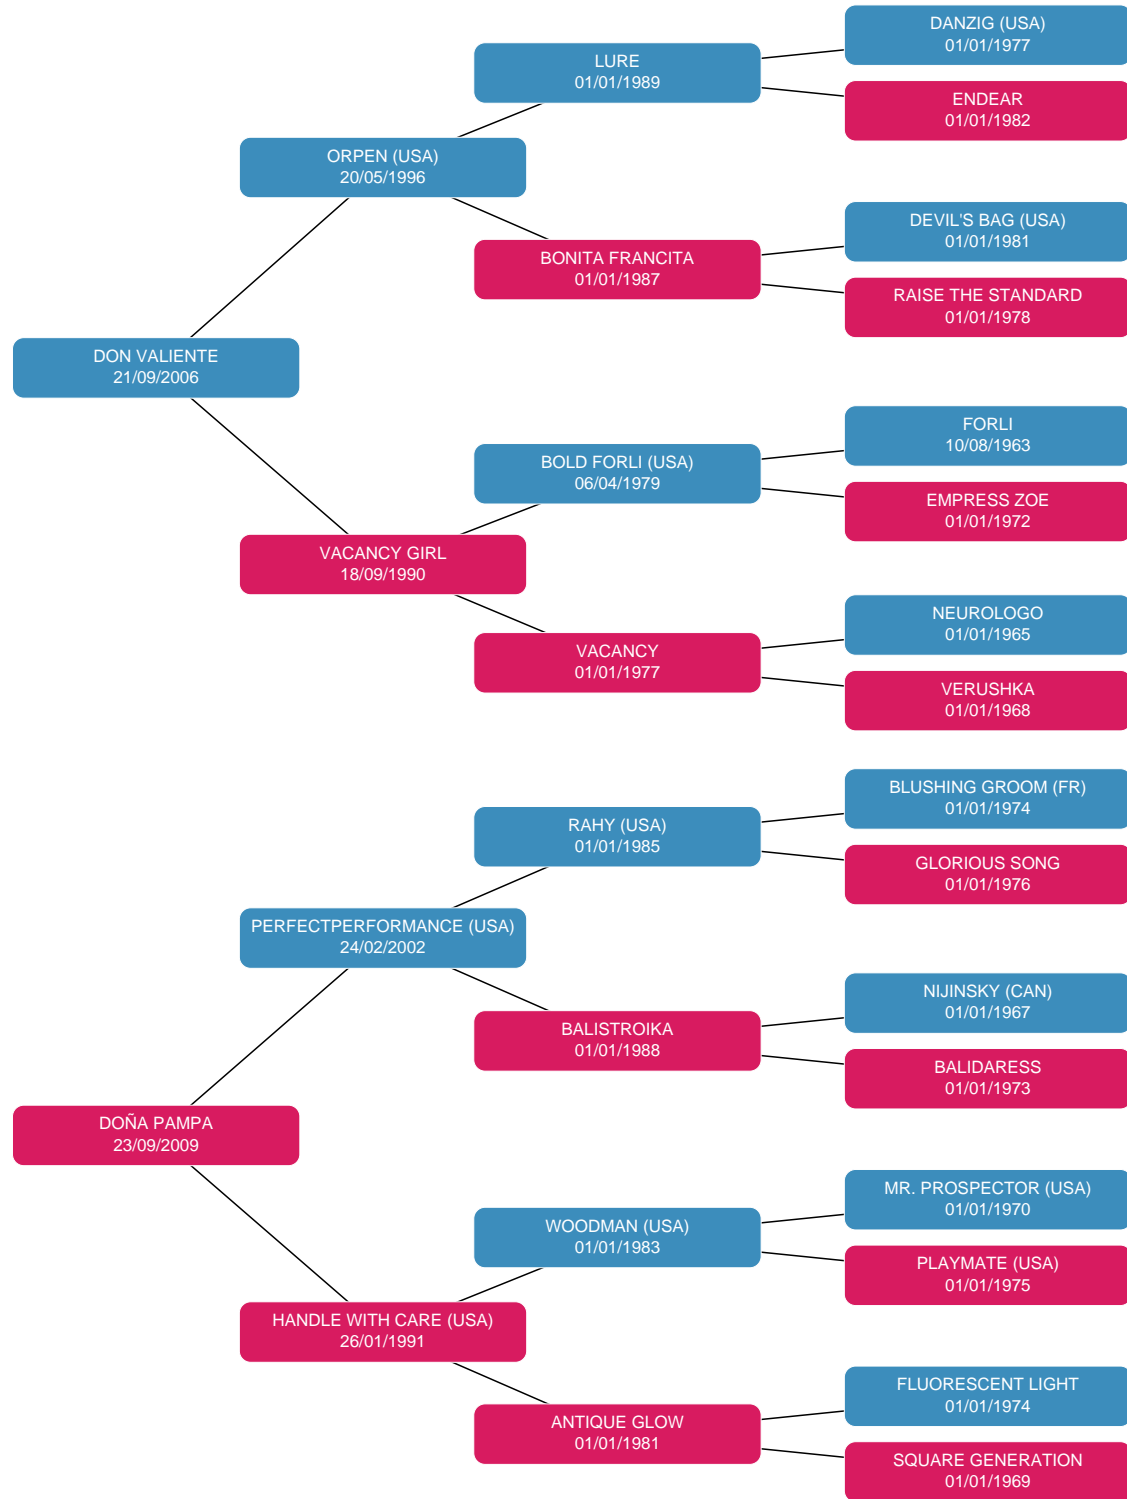 DANZIG (USA)
01/01/1977
LURE
01/01/1989
ENDEAR
01/01/1982
ORPEN (USA)
20/05/1996
DEVIL'S BAG (USA)
01/01/1981
BONITA FRANCITA
01/01/1987
RAISE THE STANDARD
01/01/1978
DON VALIENTE
21/09/2006
FORLI
10/08/1963
BOLD FORLI (USA)
06/04/1979
EMPRESS ZOE
01/01/1972
VACANCY GIRL
18/09/1990
NEUROLOGO
01/01/1965
VACANCY
01/01/1977
VERUSHKA
01/01/1968
BLUSHING GROOM (FR)
01/01/1974
RAHY (USA)
01/01/1985
GLORIOUS SONG
01/01/1976
PERFECTPERFORMANCE (USA)
24/02/2002
NIJINSKY (CAN)
01/01/1967
BALISTROIKA
01/01/1988
BALIDARESS
01/01/1973
DOÑA PAMPA
23/09/2009
MR. PROSPECTOR (USA)
01/01/1970
WOODMAN (USA)
01/01/1983
PLAYMATE (USA)
01/01/1975
HANDLE WITH CARE (USA)
26/01/1991
FLUORESCENT LIGHT
01/01/1974
ANTIQUE GLOW
01/01/1981
SQUARE GENERATION
01/01/1969